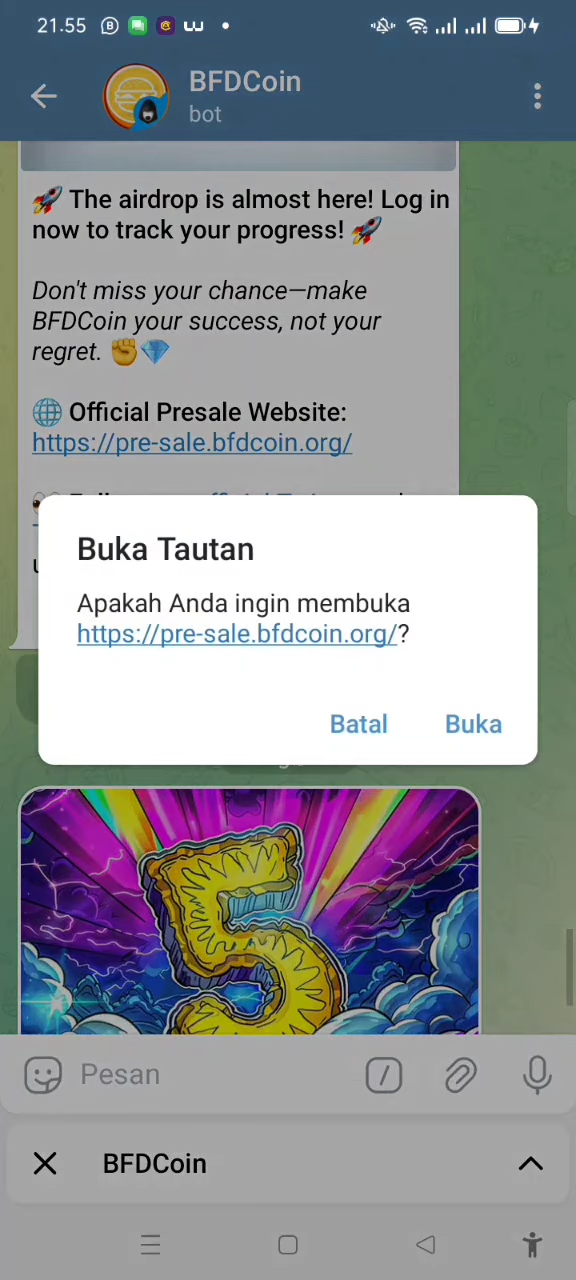 21.55
BFDCoin
bot
🚀 The airdrop is almost here! Log in
now to track your progress! 🚀
Don't miss your chance—make
BFDCoin your success, not your
regret. ✊💎
🌐 Official Presale Website:
https://pre-sale.bfdcoin.org/
Buka Tautan
Apakah Anda ingin membuka
https://pre-sale.bfdcoin.org/?
Batal
Buka
5
Pesan
BFDCoin